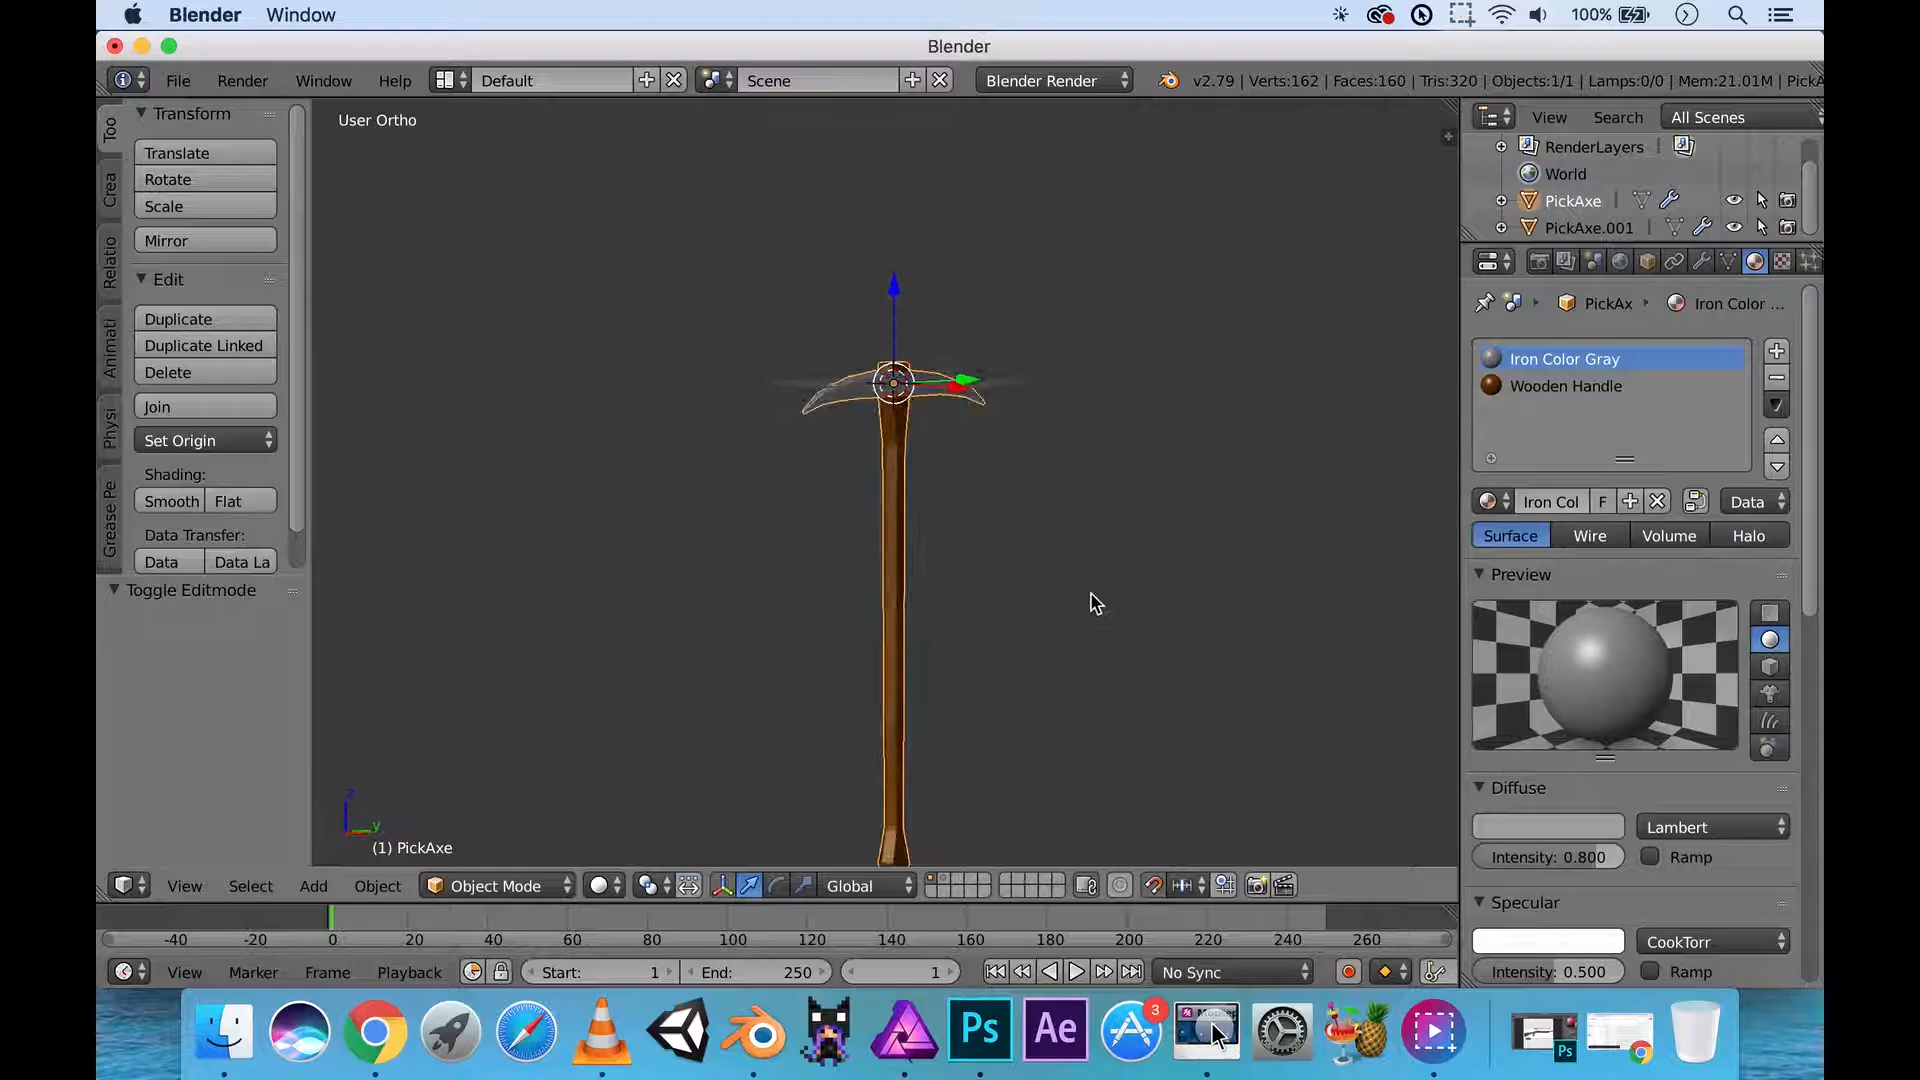 Blender Window 100%
Blender
File Render Window Help Default Scene Blender Render v2.79 | Verts:162 | Faces:160 | Tris:320 | Objects:1/1 | Lamps:0/0 | Mem:21.01M | PickA
Too
Crea
Relatio
Animati
Physi
Grease Pe
Transform
Translate
Rotate
Scale
Mirror
Edit
Duplicate
Duplicate Linked
Delete
Join
Set Origin
Shading:
Smooth Flat
Data Transfer:
Data Data La
Toggle Editmode
User Ortho
z
y
(1) PickAxe
View Search All Scenes
RenderLayers
World
PickAxe
PickAxe.001
PickAx Iron Color ...
Iron Color Gray
Wooden Handle
Iron Col F Data
Surface Wire Volume Halo
Preview
Diffuse
Lambert
Intensity: 0.800 Ramp
Specular
CookTorr
Intensity: 0.500 Ramp
View Select Add Object Object Mode Global
-40 -20 0 20 40 60 80 100 120 140 160 180 200 220 240 260
View Marker Frame Playback Start: 1 End: 250 1 No Sync
Ps Ae 3 Ps